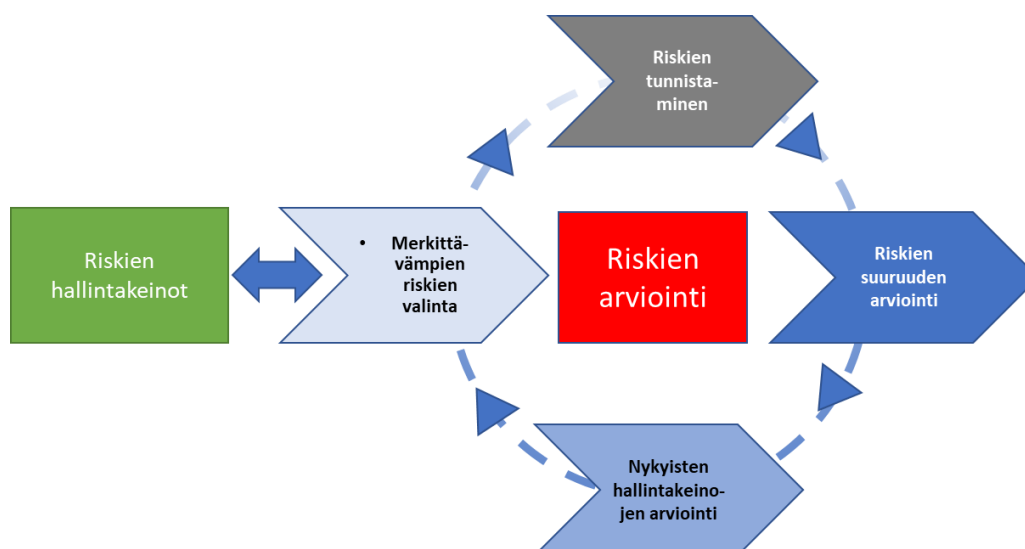 Riskien
tunnista-
minen
Riskien
hallintakeinot
• Merkittä-
vämpien
riskien
valinta
Riskien
arviointi
Riskien
suuruuden
arviointi
Nykyisten
hallintakeino-
jen arviointi